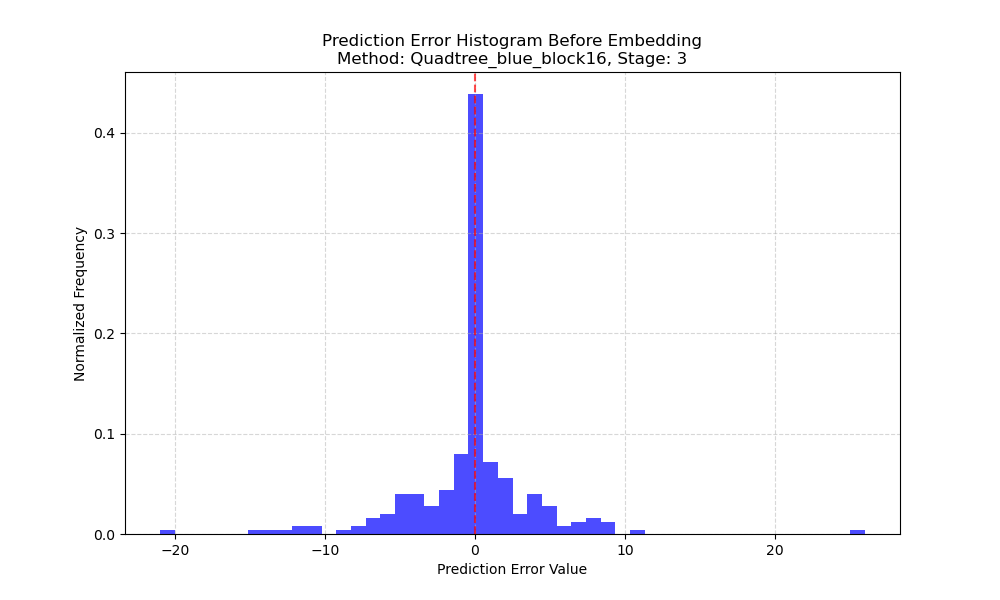 Prediction Error Histogram Before Embedding
Method: Quadtree_blue_block16, Stage: 3
Normalized Frequency
0.4
0.3
0.2
0.1
0.0
−20
−10
0
10
20
Prediction Error Value